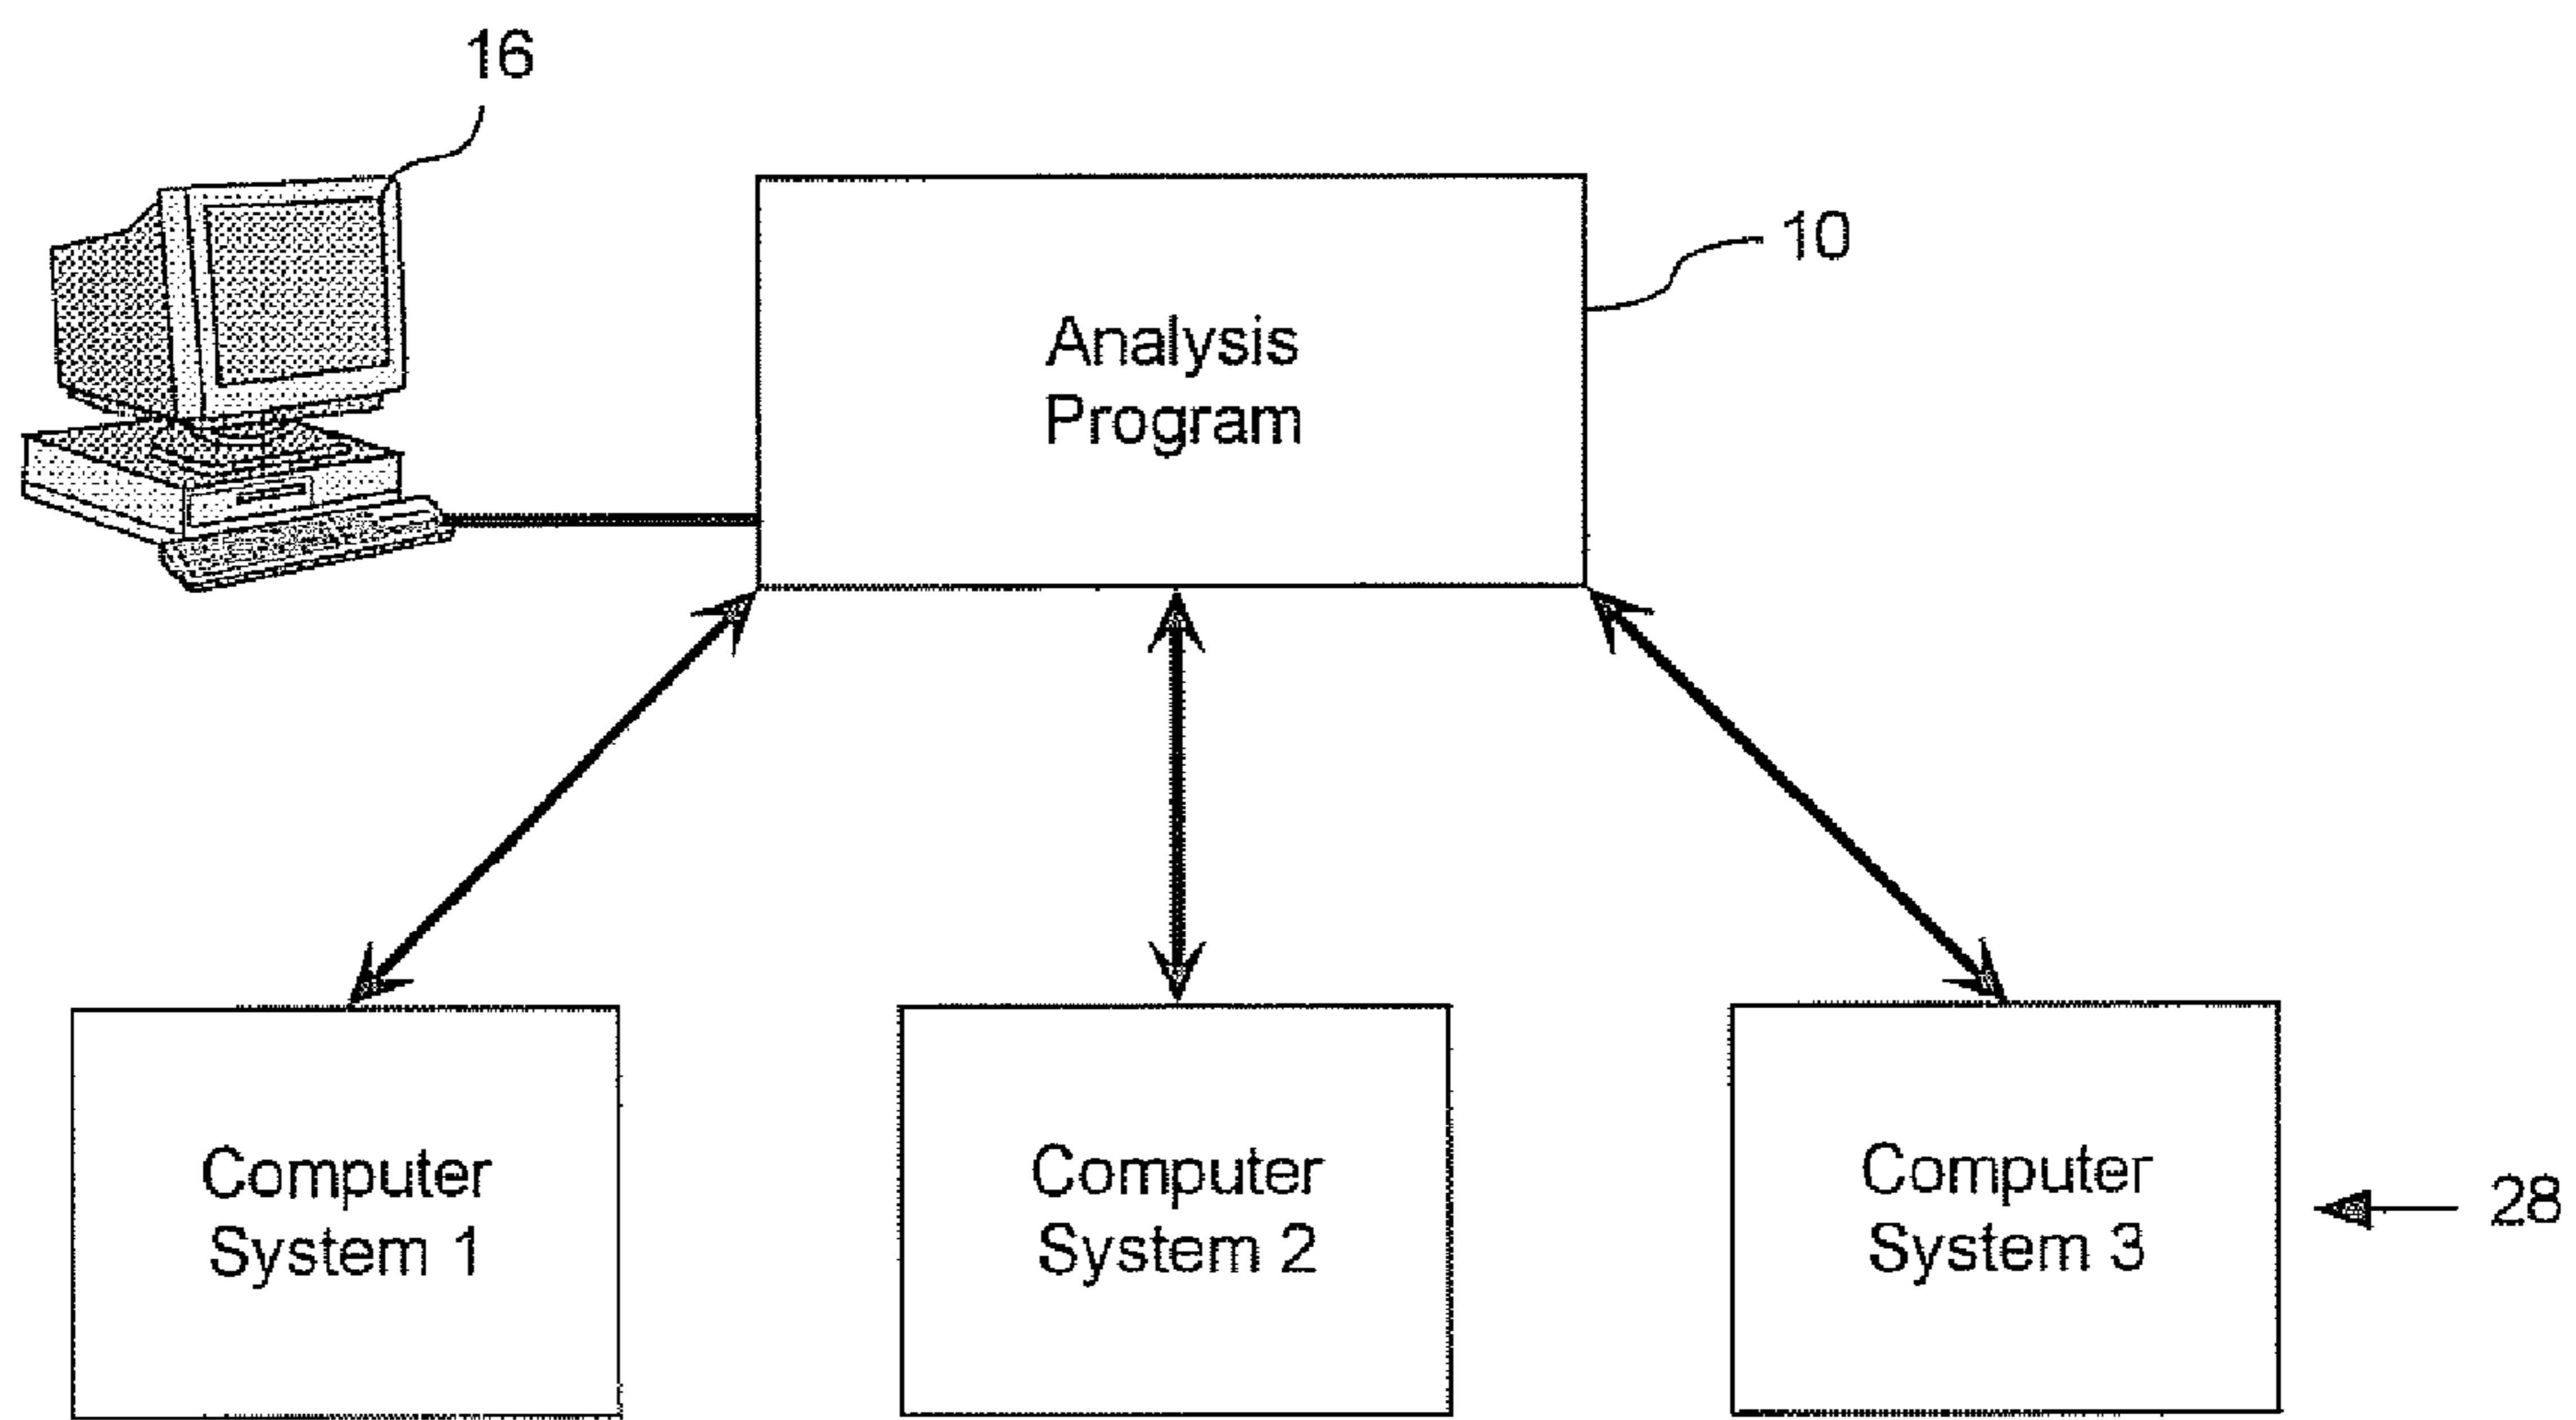 16
10
Analysis
Program
Computer
System 1
Computer
System 2
Computer
System 3
28